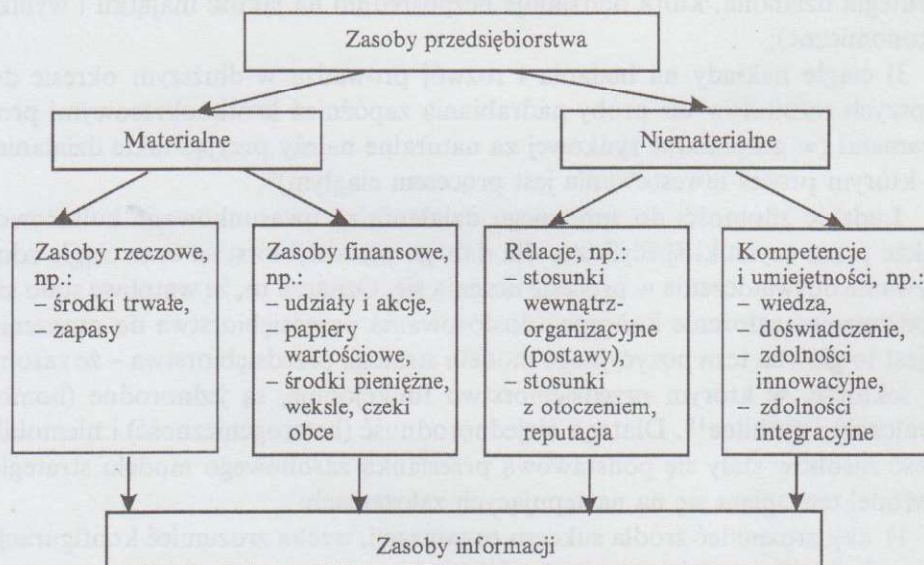 Zasoby przedsiębiorstwa
Materialne
Niematerialne
Zasoby rzeczowe,
np.:
– środki trwałe,
– zapasy
Zasoby finansowe,
np.:
– udziały i akcje,
– papiery
wartościowe,
– środki pieniężne,
weksle, czeki
obce
Relacje, np.:
– stosunki
wewnątrz-
organizacyjne
(postawy),
– stosunki
z otoczeniem,
reputacja
Kompetencje
i umiejętności, np.:
– wiedza,
– doświadczenie,
– zdolności
innowacyjne,
– zdolności
integracyjne
Zasoby informacji